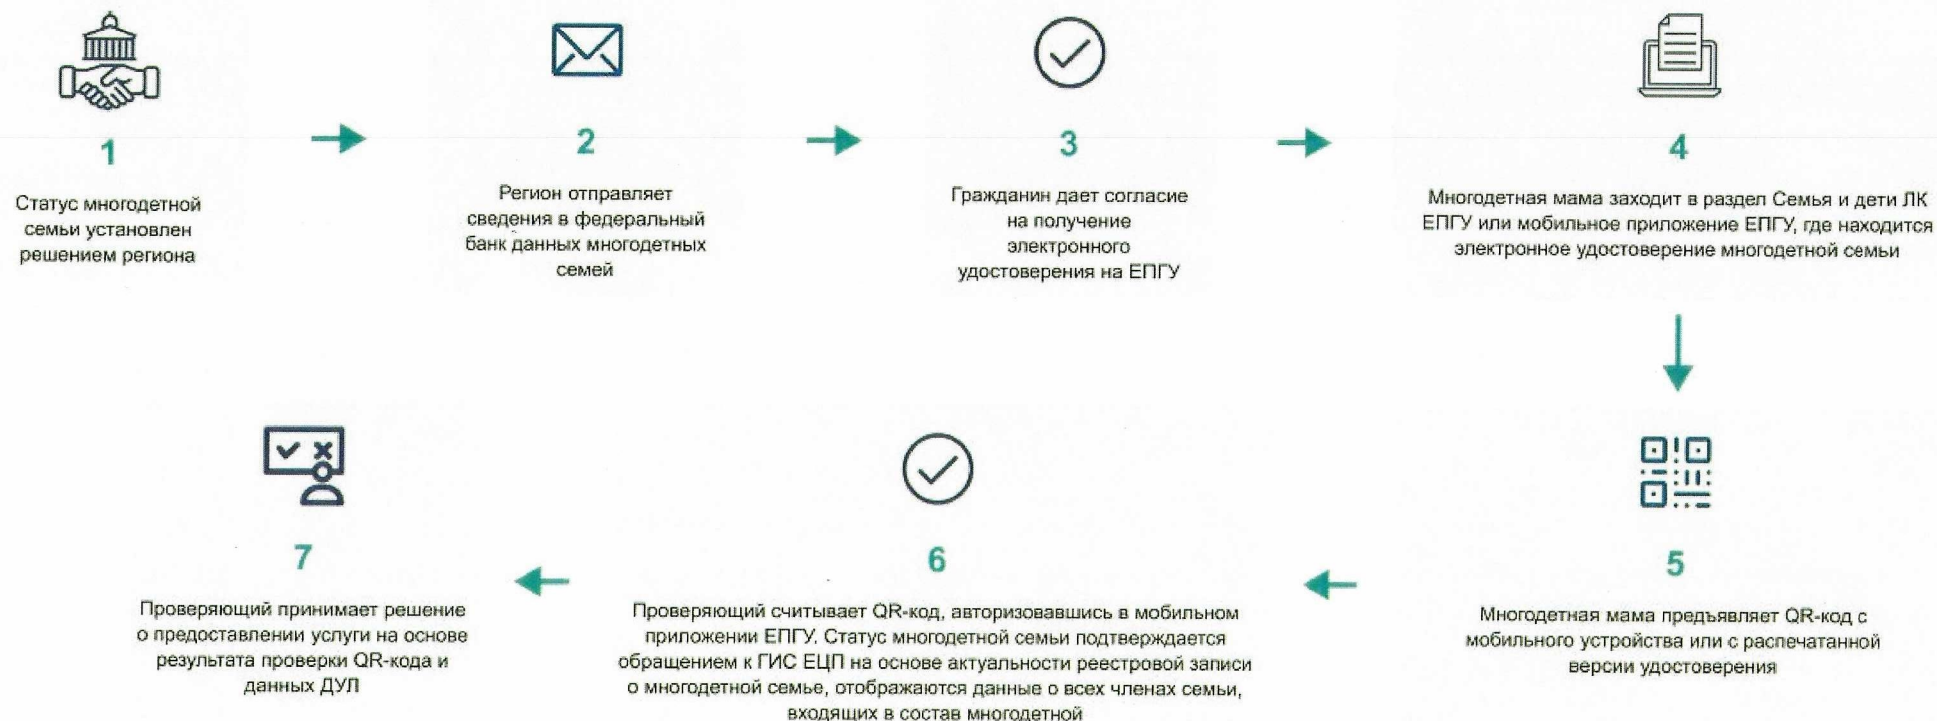 1
Статус многодетной
семьи установлен
решением региона
2
Регион отправляет
сведения в федеральный
банк данных многодетных
семей
3
Гражданин дает согласие
на получение
электронного
удостоверения на ЕПГУ
4
Многодетная мама заходит в раздел Семья и дети ЛК
ЕПГУ или мобильное приложение ЕПГУ, где находится
электронное удостоверение многодетной семьи
5
Многодетная мама предъявляет QR-код с
мобильного устройства или с распечатанной
версии удостоверения
6
Проверяющий считывает QR-код, авторизовавшись в мобильном
приложении ЕПГУ. Статус многодетной семьи подтверждается
обращением к ГИС ЕЦП на основе актуальности реестровой записи
о многодетной семье, отображаются данные о всех членах семьи,
входящих в состав многодетной
7
Проверяющий принимает решение
о предоставлении услуги на основе
результата проверки QR-кода и
данных ДУЛ